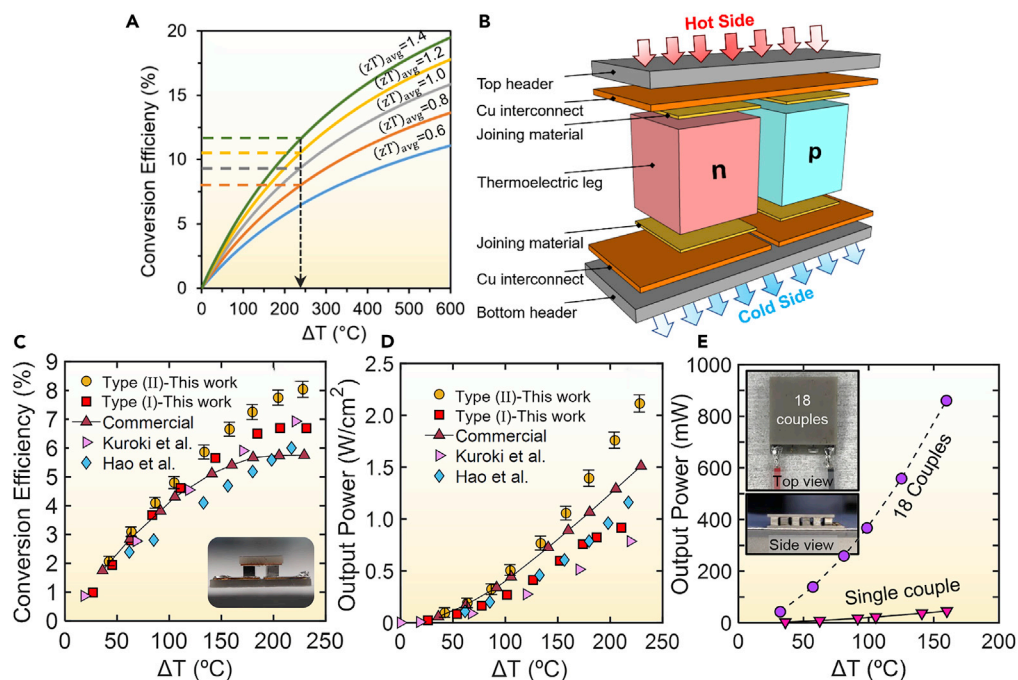 A
20
15
10
5
0
0
100
200
300
400
500
600
Conversion Efficieny (%)
ΔT (°C)
(zT)avg=1.4
(zT)avg=1.2
(zT)avg=1.0
(zT)avg=0.8
(zT)avg=0.6
B
Hot Side
Top header
Cu interconnect
Joining material
Thermoelectric leg
n
p
Joining material
Cu interconnect
Bottom header
Cold Side
C
9
8
7
6
5
4
3
2
1
0
0
50
100
150
200
250
Conversion Efficiency (%)
ΔT (ºC)
Type (II)-This work
Type (I)-This work
Commercial
Kuroki et al.
Hao et al.
D
2.5
2.0
1.5
1.0
0.5
0
0
50
100
150
200
250
Output Power (W/cm²)
ΔT (ºC)
Type (II)-This work
Type (I)-This work
Commercial
Kuroki et al.
Hao et al.
E
1000
800
600
400
200
0
0
50
100
150
200
Output Power (mW)
ΔT (ºC)
18
couples
Top view
Side view
18 Couples
Single couple